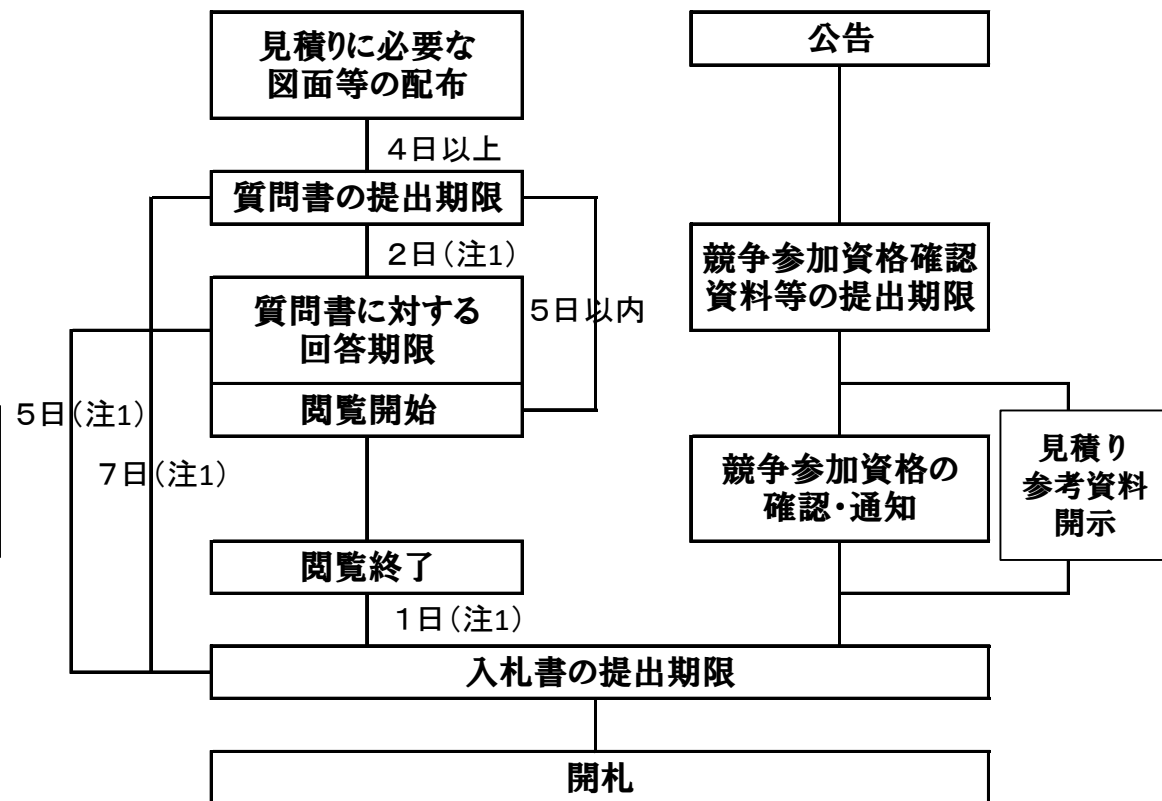 見積りに必要な
図面等の配布
4日以上
質問書の提出期限
2日(注1)
質問書に対する
回答期限
5日以内
閲覧開始
5日(注1)
7日(注1)
閲覧終了
1日(注1)
公告
競争参加資格確認
資料等の提出期限
競争参加資格の
確認・通知
見積り
参考資料
開示
入札書の提出期限
開札